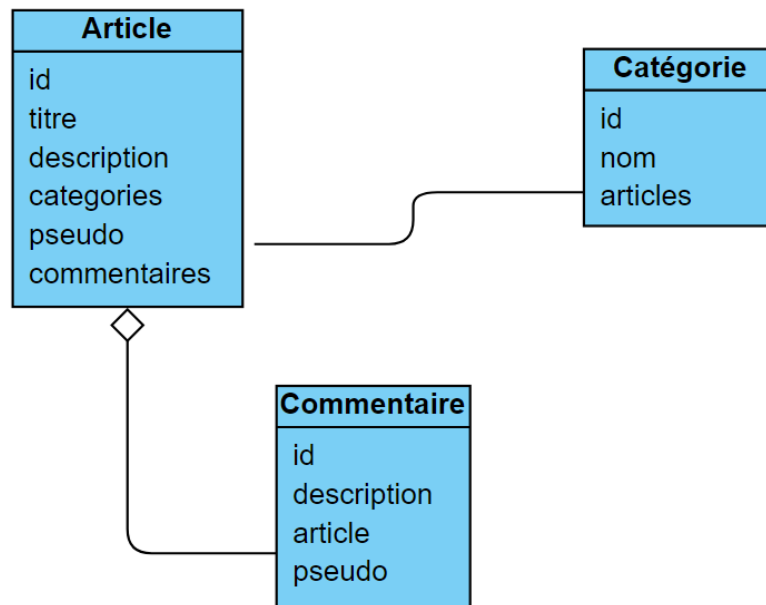 Article
id
titre
description
categories
pseudo
commentaires
Catégorie
id
nom
articles
Commentaire
id
description
article
pseudo